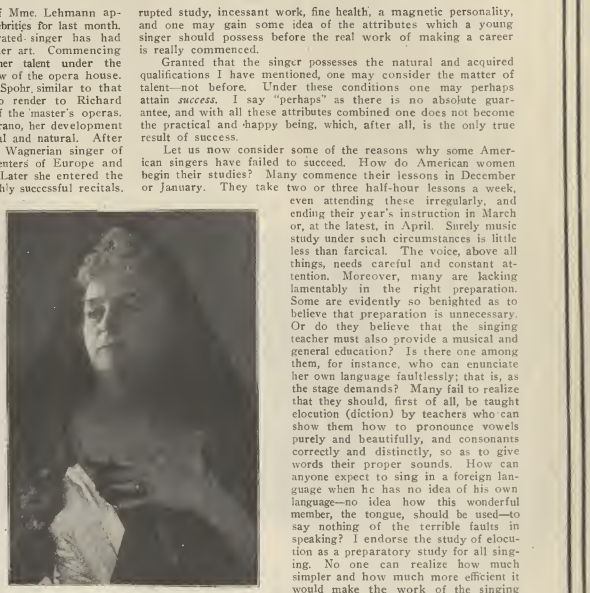 f Mme. Lehmann ap-
ebrities for last month.
rated singer has had
er art. Commencing
her talent under the
w of the opera house.
Spohr similar to that
o render to Richard
f the master's operas.
rano, her development
al and natural. After
Wagnerian singer of
enters of Europe and
Later she entered the
hly successful recitals.
rupted study, incessant work, fine health, a magnetic personality,
and one may gain some idea of the attributes which a young
singer should possess before the real work of making a career
is really commenced.
Granted that the singer possesses the natural and acquired
qualifications I have mentioned, one may consider the matter of
talent—not before. Under these conditions one may perhaps
attain success. I say "perhaps" as there is no absolute guar-
antee, and with all these attributes combined one does not become
the practical and happy being, which, after all, is the only true
result of success.
Let us now consider some of the reasons why some Amer-
ican singers have failed to succeed. How do American women
begin their studies? Many commence their lessons in December
or January. They take two or three half-hour lessons a week,
even attending these irregularly, and
ending their year's instruction in March
or, at the latest, in April. Surely music
study under such circumstances is little
less than farcical. The voice, above all
things, needs careful and constant at-
tention. Moreover, many are lacking
lamentably in the right preparation.
Some are evidently so benighted as to
believe that preparation is unnecessary.
Or do they believe that the singing
teacher must also provide a musical and
general education? Is there one among
them, for instance, who can enunciate
her own language faultlessly; that is, as
the stage demands? Many fail to realize
that they should, first of all, be taught
elocution (diction) by teachers who can
show them how to pronounce vowels
purely and beautifully, and consonants
correctly and distinctly, so as to give
words their proper sounds. How can
anyone expect to sing in a foreign lan-
guage when he has no idea of his own
language—no idea how this wonderful
member, the tongue, should be used—to
say nothing of the terrible faults in
speaking? I endorse the study of elocu-
tion as a preparatory study for all sing-
ing. No one can realize how much
simpler and how much more efficient it
would make the work of the singing